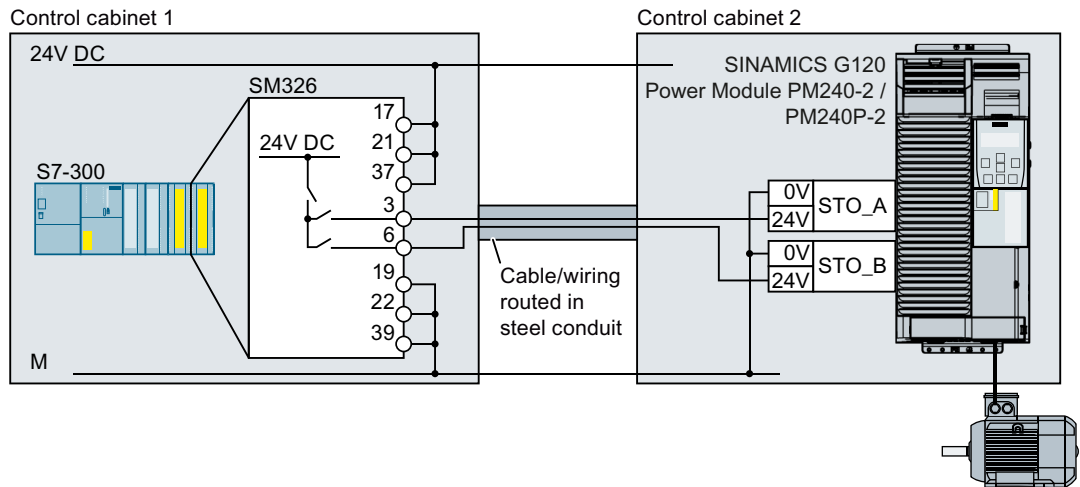 Control cabinet 1
Control cabinet 2
24V DC
SINAMICS G120
Power Module PM240-2 /
PM240P-2
SM326
17
24V DC
21
S7-300
37
3
0V
STO_A
24V
6
0V
STO_B
24V
19
Cable/wiring
routed in
steel conduit
22
39
M